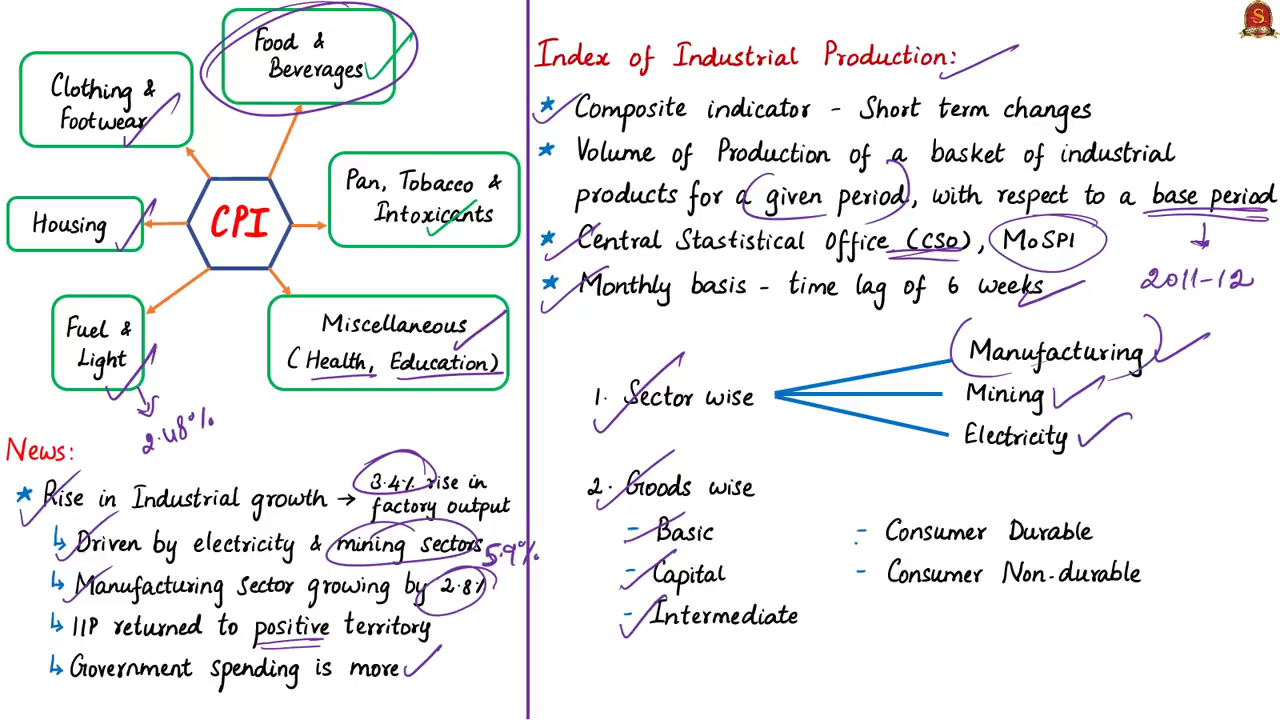 Food &
Beverages
Clothing &
Footwear
Pan, Tobacco &
Intoxicants
CPI
Housing
Fuel &
Light
Miscellaneous
(Health, Education)
2.48%
News:
Rise in Industrial growth → 3.4% rise in
factory output
Driven by electricity & mining sectors 5.9%
Manufacturing sector growing by 2.8%
IIP returned to positive territory
Government spending is more
Index of Industrial Production:
Composite indicator - Short term changes
Volume of Production of a basket of industrial
products for a given period, with respect to a base period
Central Stastistical Office (CSO), MoSPI
Monthly basis - time lag of 6 weeks
2011-12
1. Sector wise
Manufacturing
Mining
Electricity
2. Goods wise
- Basic
- Capital
- Intermediate
- Consumer Durable
- Consumer Non-durable